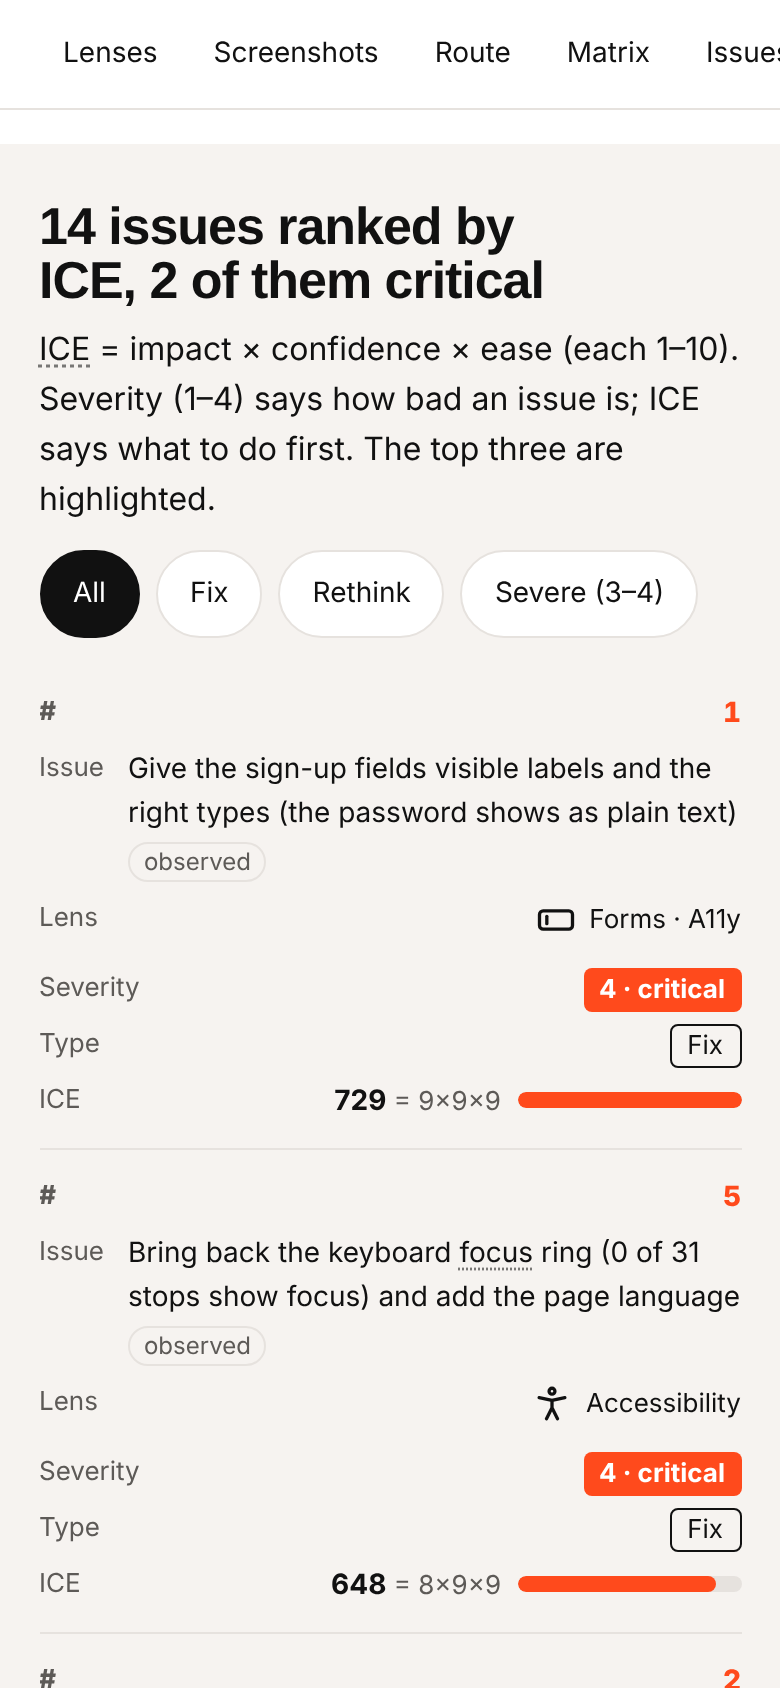 Lenses Screenshots Route Matrix Issues
14 issues ranked by
ICE, 2 of them critical
ICE = impact × confidence × ease (each 1–10).
Severity (1–4) says how bad an issue is; ICE
says what to do first. The top three are
highlighted.
All Fix Rethink Severe (3–4)
# 1
Issue Give the sign-up fields visible labels and the
right types (the password shows as plain text)
observed
Lens Forms · A11y
Severity 4 · critical
Type Fix
ICE 729 = 9×9×9
# 5
Issue Bring back the keyboard focus ring (0 of 31
stops show focus) and add the page language
observed
Lens Accessibility
Severity 4 · critical
Type Fix
ICE 648 = 8×9×9
# 2